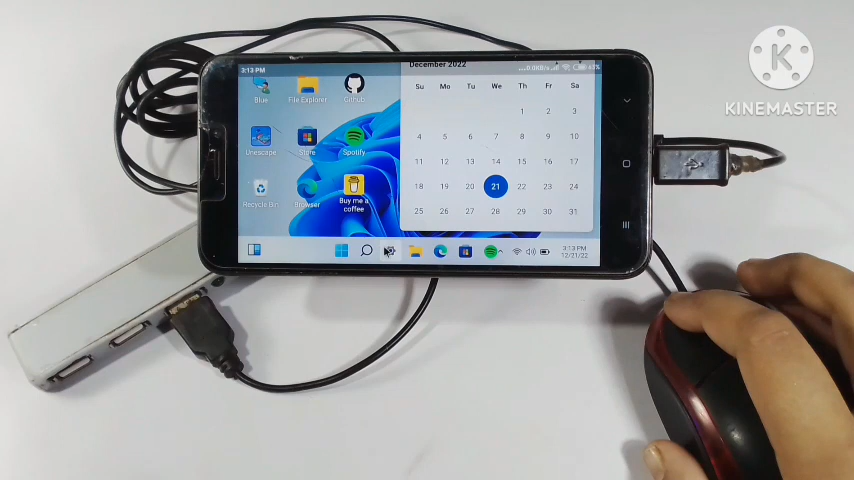 3:13 PM
0.0KB/s
63%
December 2022
Su Mo Tu We Th Fr Sa
1 2 3
4 5 6 7 8 9 10
11 12 13 14 15 16 17
18 19 20 21 22 23 24
25 26 27 28 29 30 31
Blue
File Explorer
Github
Unescape
Store
Spotify
Recycle Bin
Browser
Buy me a
coffee
3:13 PM
12/21/22
K
KINEMASTER